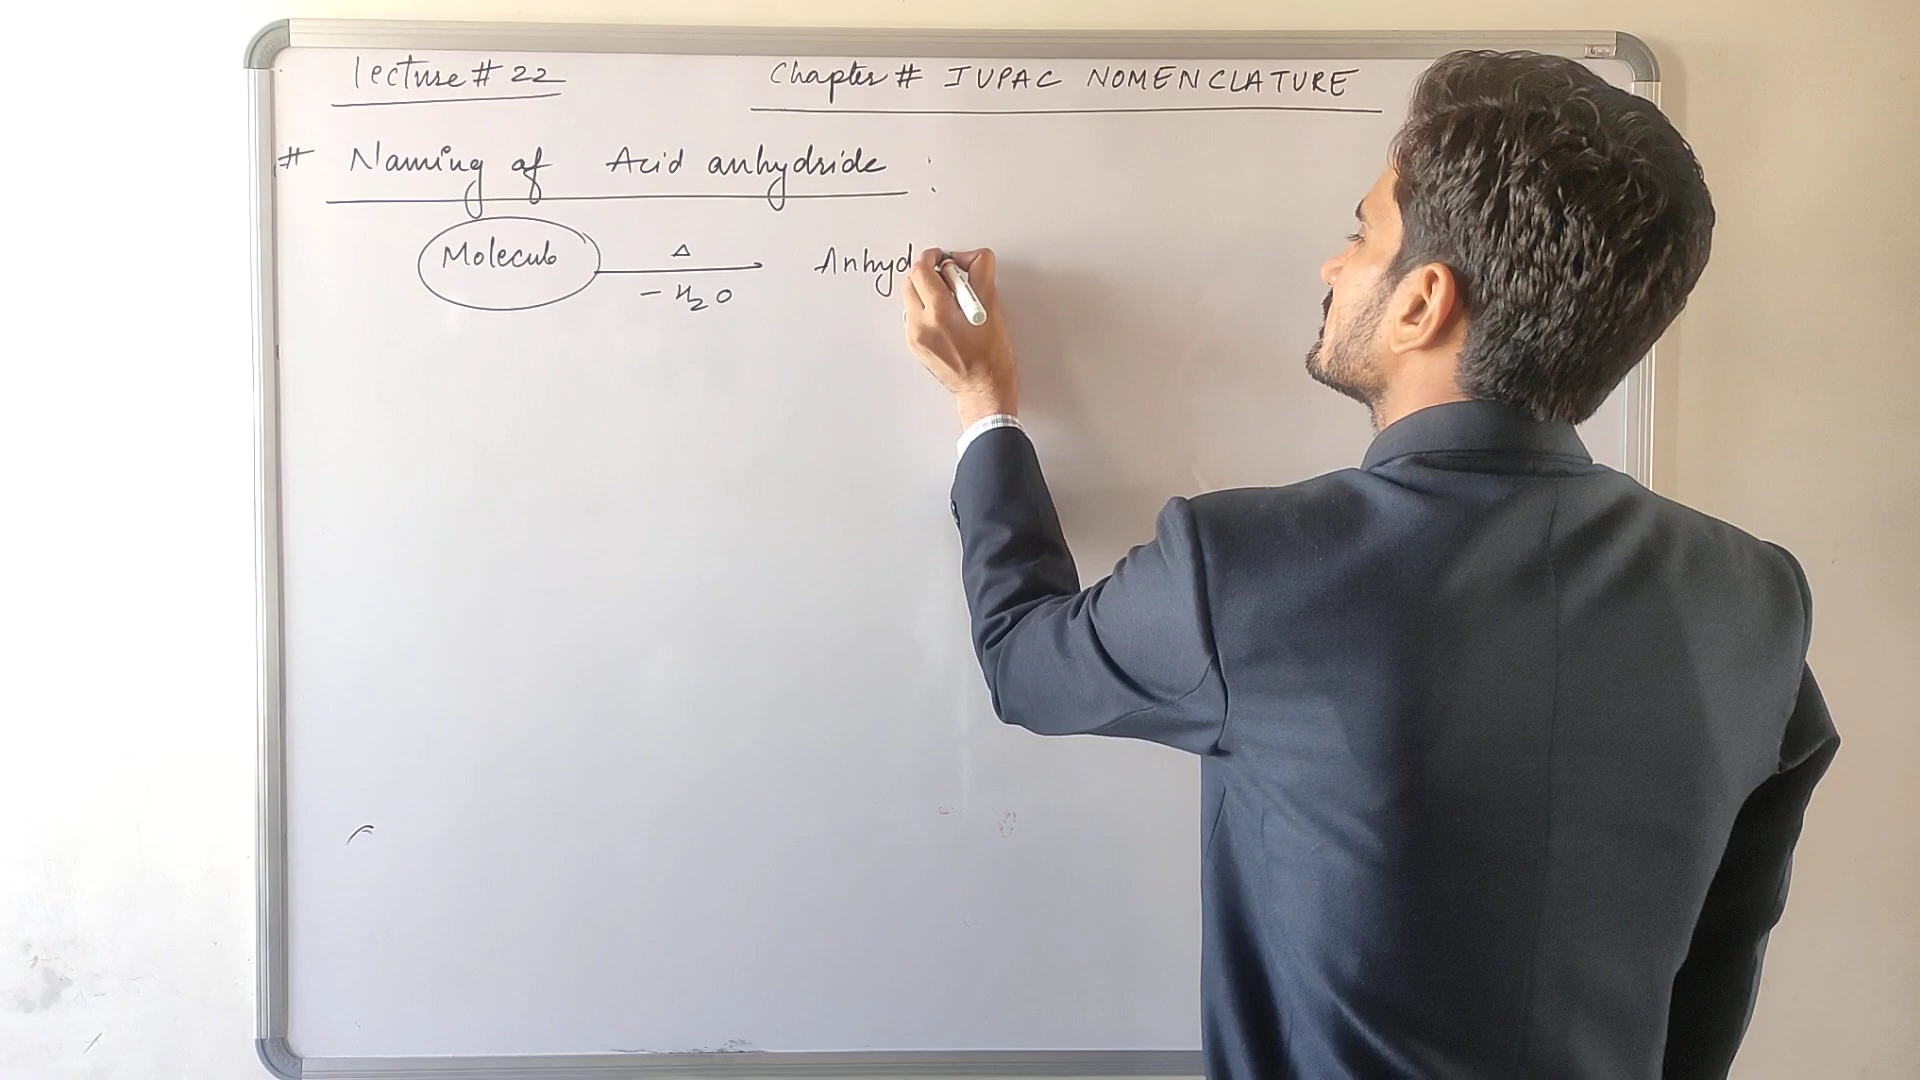 Lecture # 22
Chapter # IUPAC NOMENCLATURE
# Naming of Acid anhydride :
Molecule Δ Anhyd
- H2O